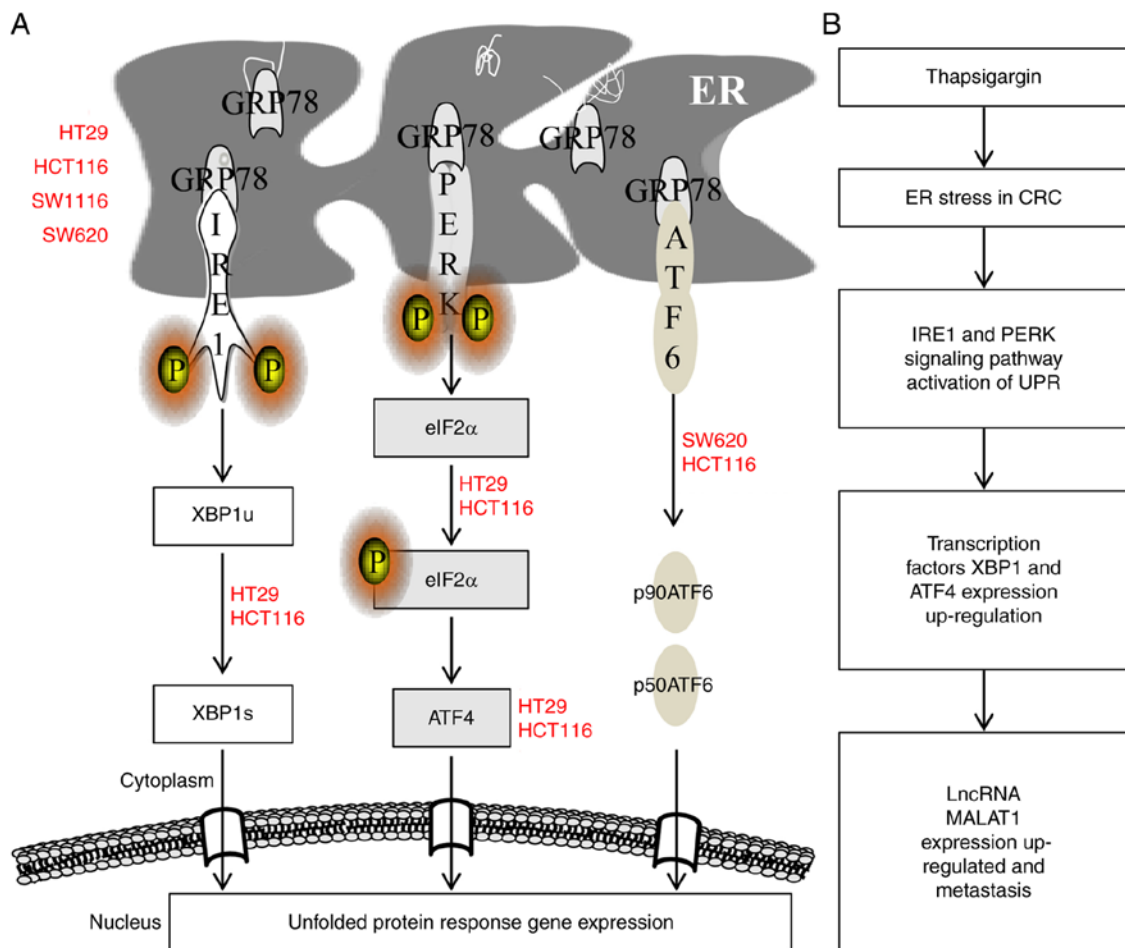 A
ER
GRP78
GRP78
GRP78
GRP78
GRP78
HT29
HCT116
SW1116
SW620
I
R
E
1
P
P
P
E
R
K
P
P
A
T
F
6
eIF2α
SW620
HCT116
HT29
HCT116
XBP1u
P
eIF2α
HT29
HCT116
p90ATF6
p50ATF6
XBP1s
ATF4
HT29
HCT116
Cytoplasm
Nucleus
Unfolded protein response gene expression
B
Thapsigargin
ER stress in CRC
IRE1 and PERK
signaling pathway
activation of UPR
Transcription
factors XBP1 and
ATF4 expression
up-regulation
LncRNA
MALAT1
expression up-
regulated and
metastasis